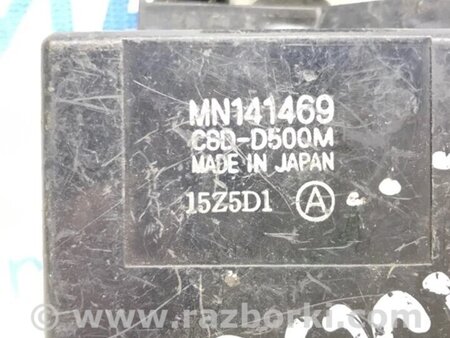 MN141469
CSD-D500M
MADE IN JAPAN
15Z5D1 A
© www.razborki.com